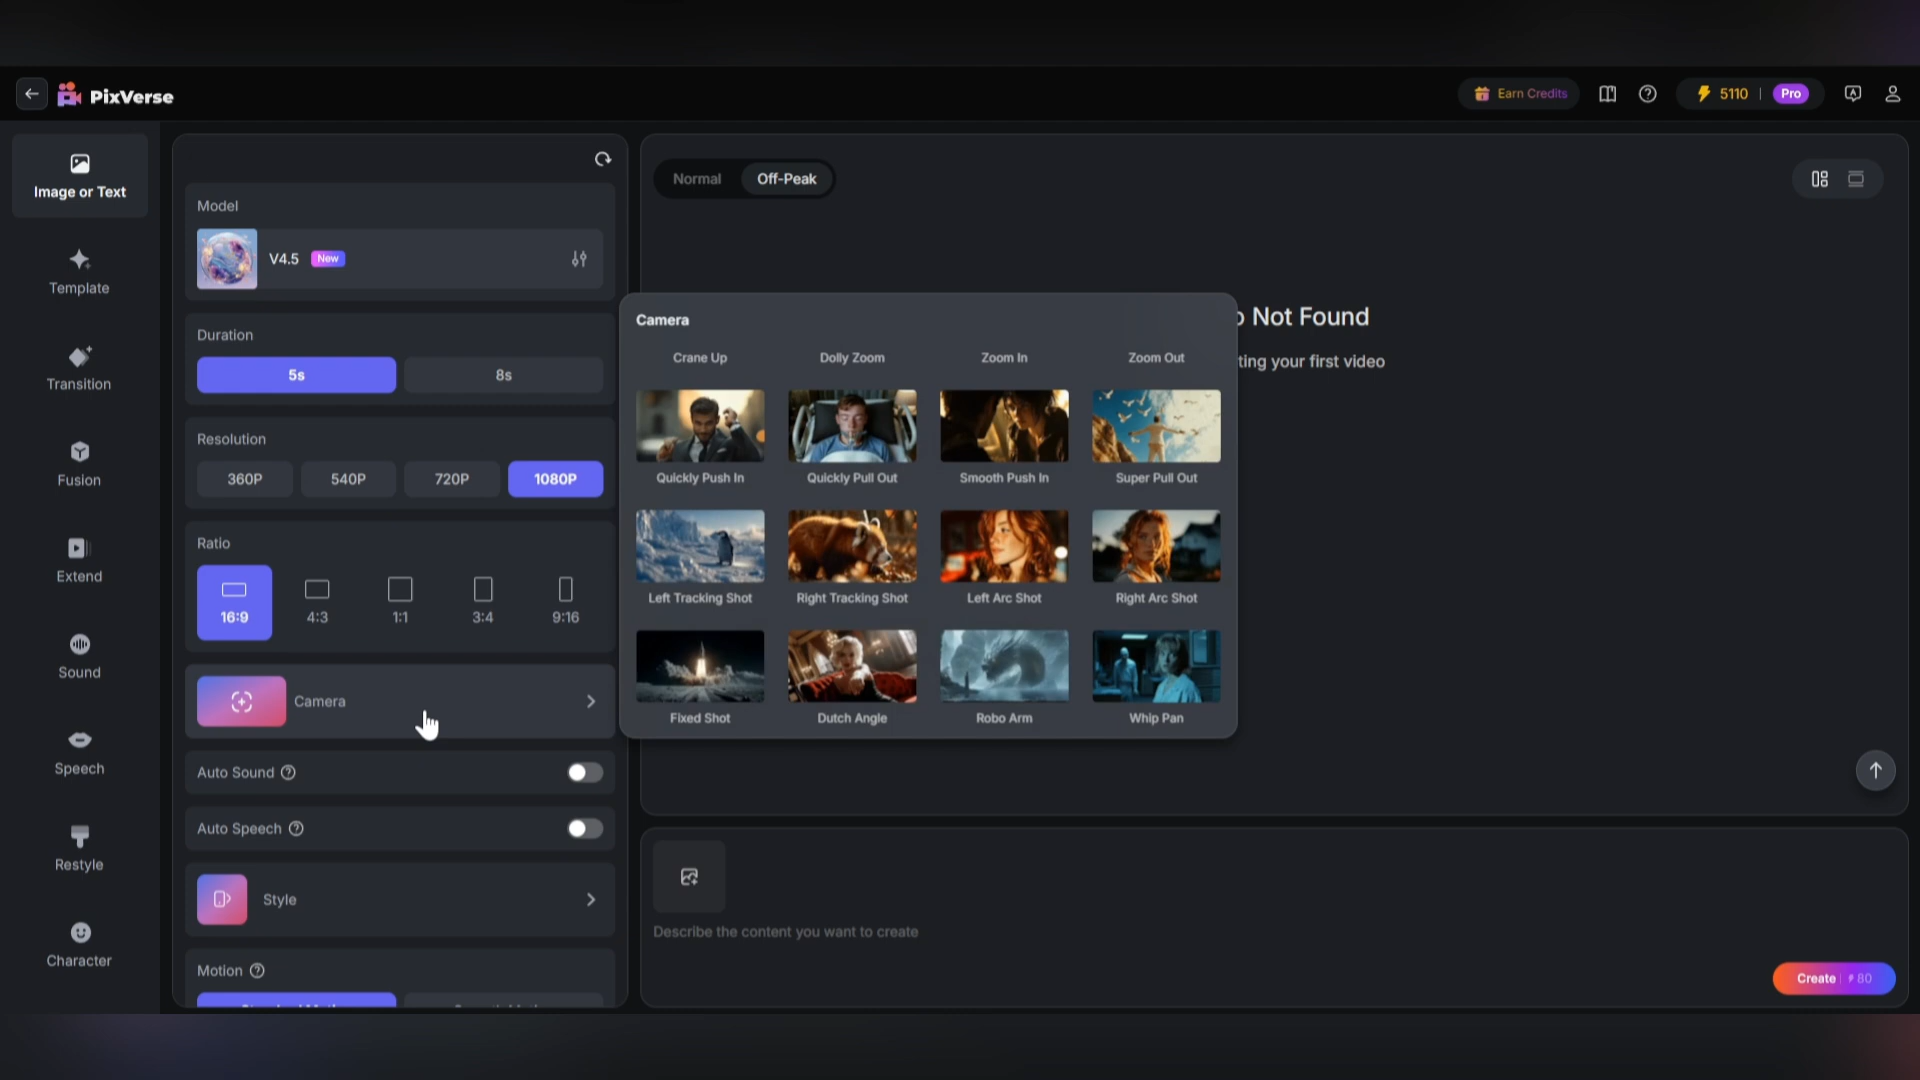 PixVerse
Earn Credits
5110
Pro
Image or Text
Template
Transition
Fusion
Extend
Sound
Speech
Restyle
Character
Model
V4.5
New
Duration
5s
8s
Resolution
360P
540P
720P
1080P
Ratio
16:9
4:3
1:1
3:4
9:16
Camera
Auto Sound
Auto Speech
Style
Motion
Normal
Off-Peak
Not Found
ting your first video
Camera
Crane Up
Dolly Zoom
Zoom In
Zoom Out
Quickly Push In
Quickly Pull Out
Smooth Push In
Super Pull Out
Left Tracking Shot
Right Tracking Shot
Left Arc Shot
Right Arc Shot
Fixed Shot
Dutch Angle
Robo Arm
Whip Pan
Describe the content you want to create
Create
80